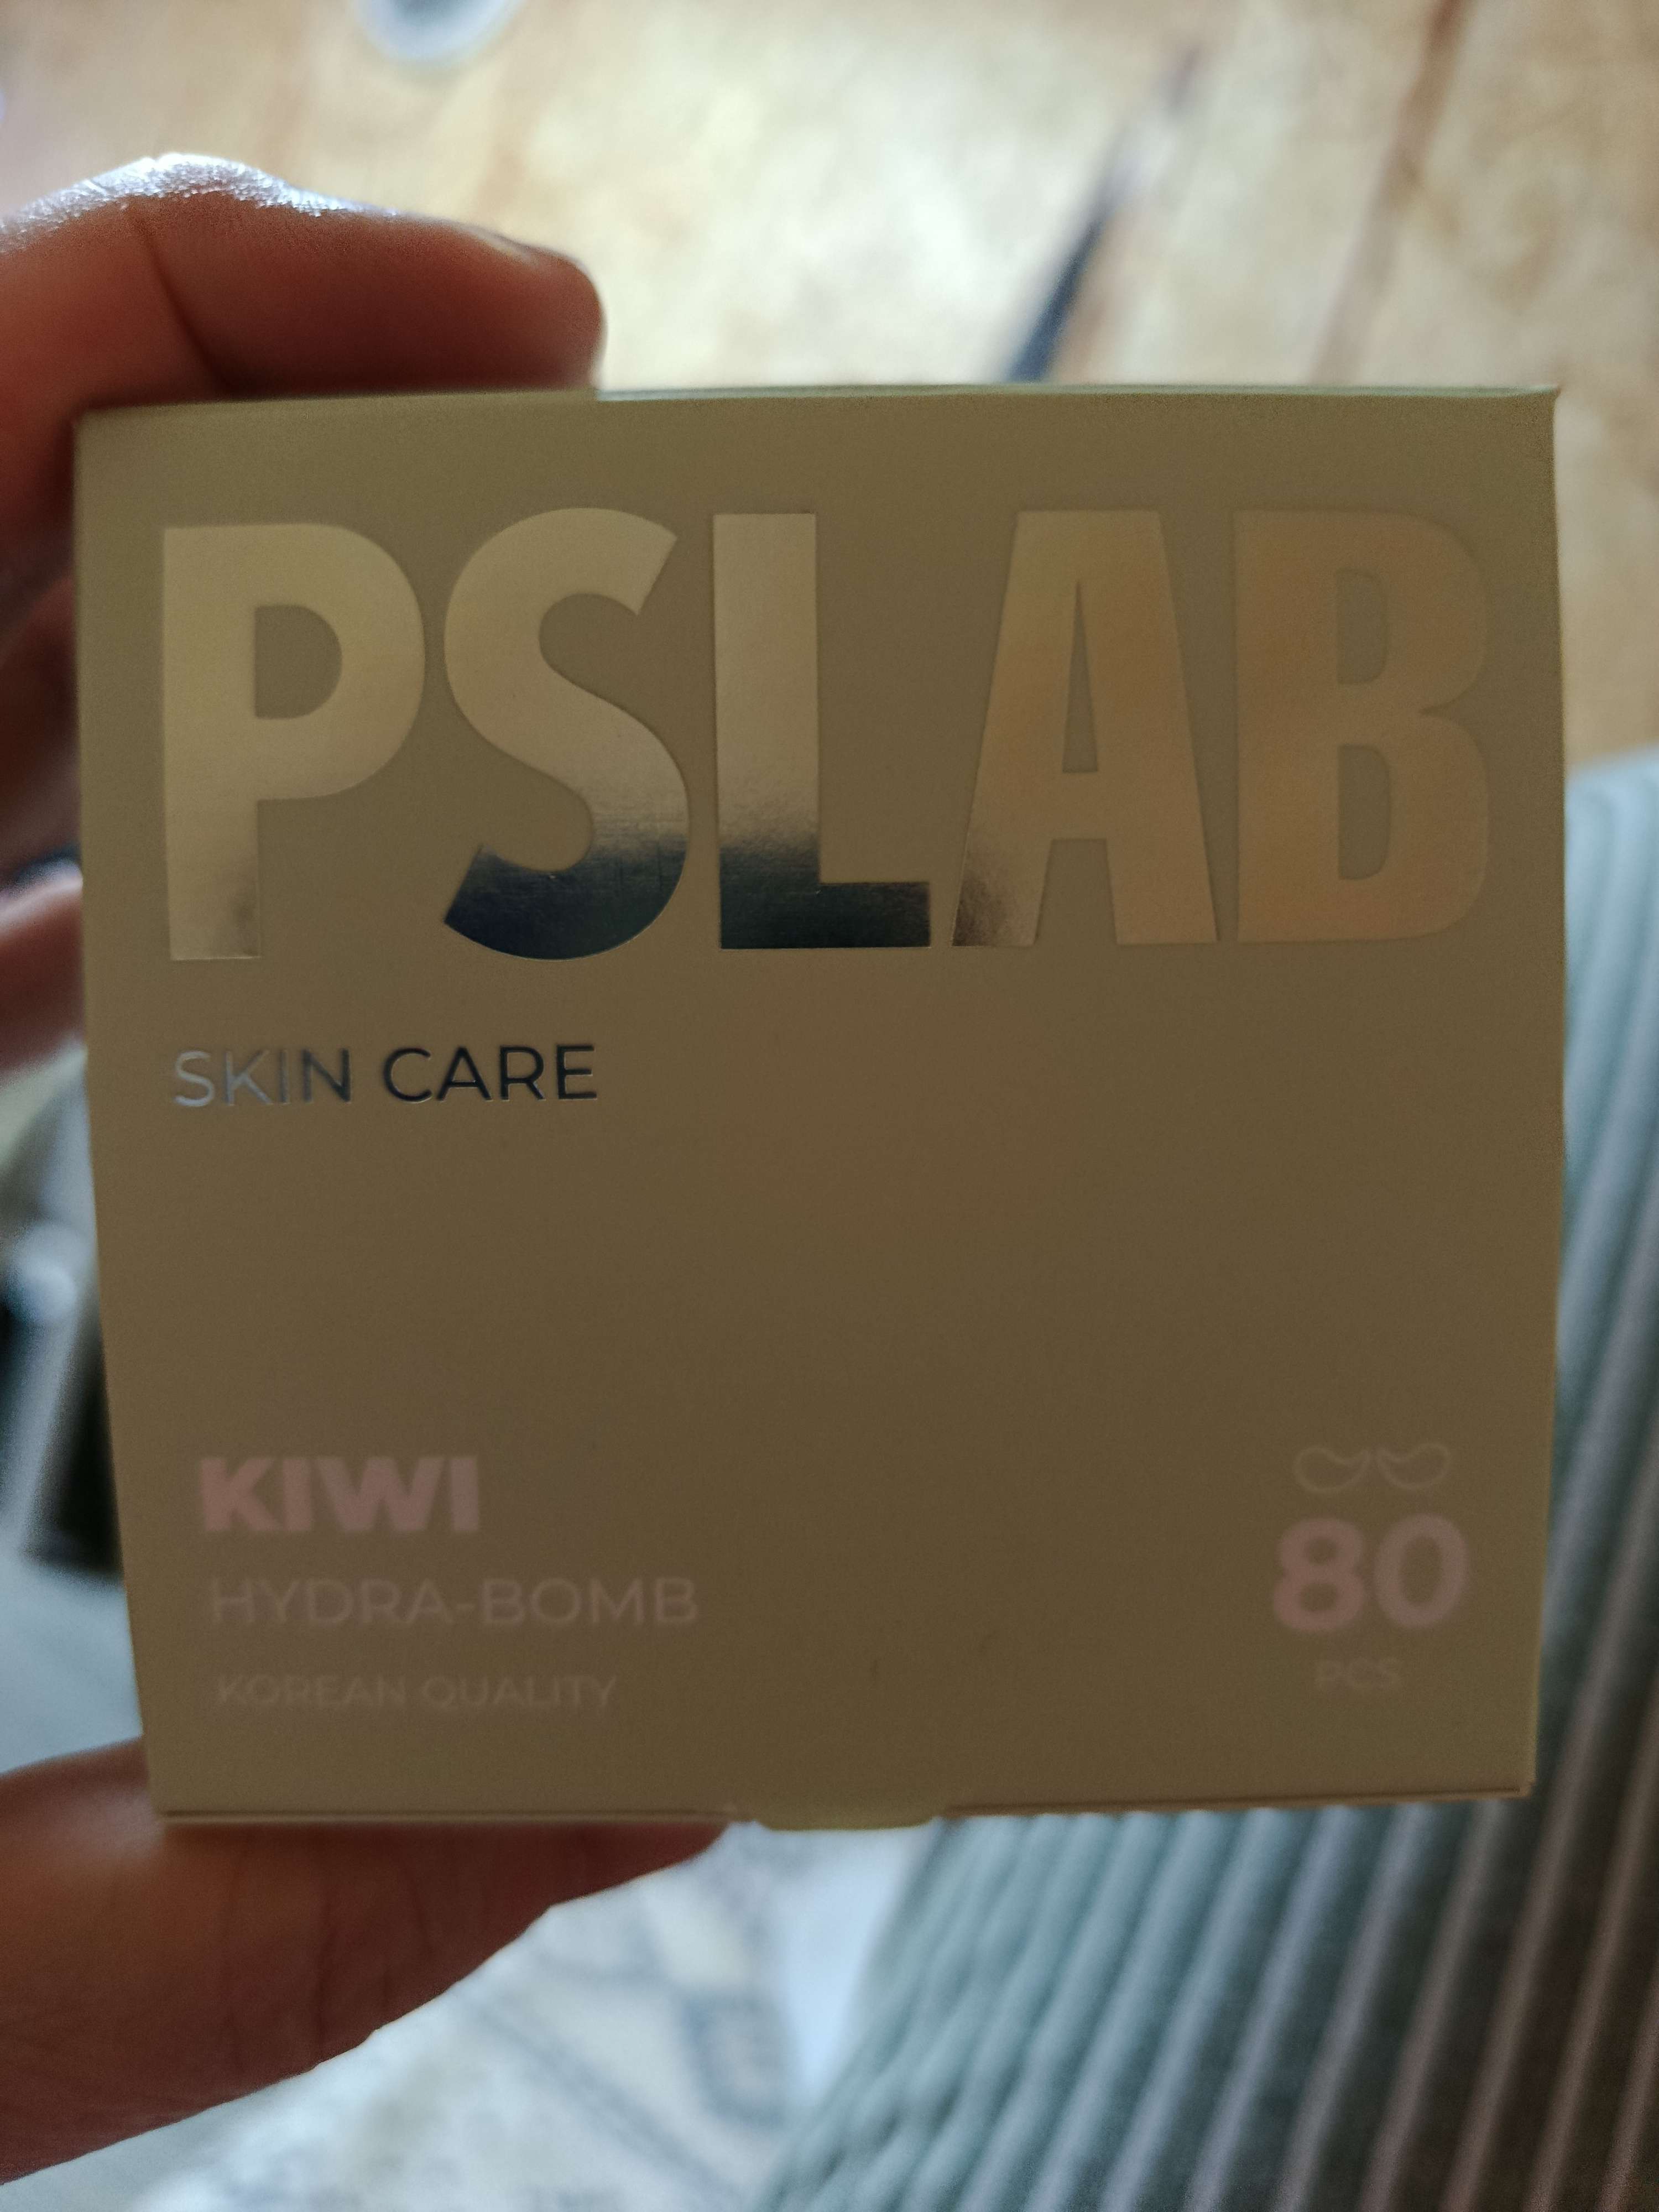 PSLAB
SKIN CARE
KIWI
HYDRA-BOMB
KOREAN QUALITY
80
PCS